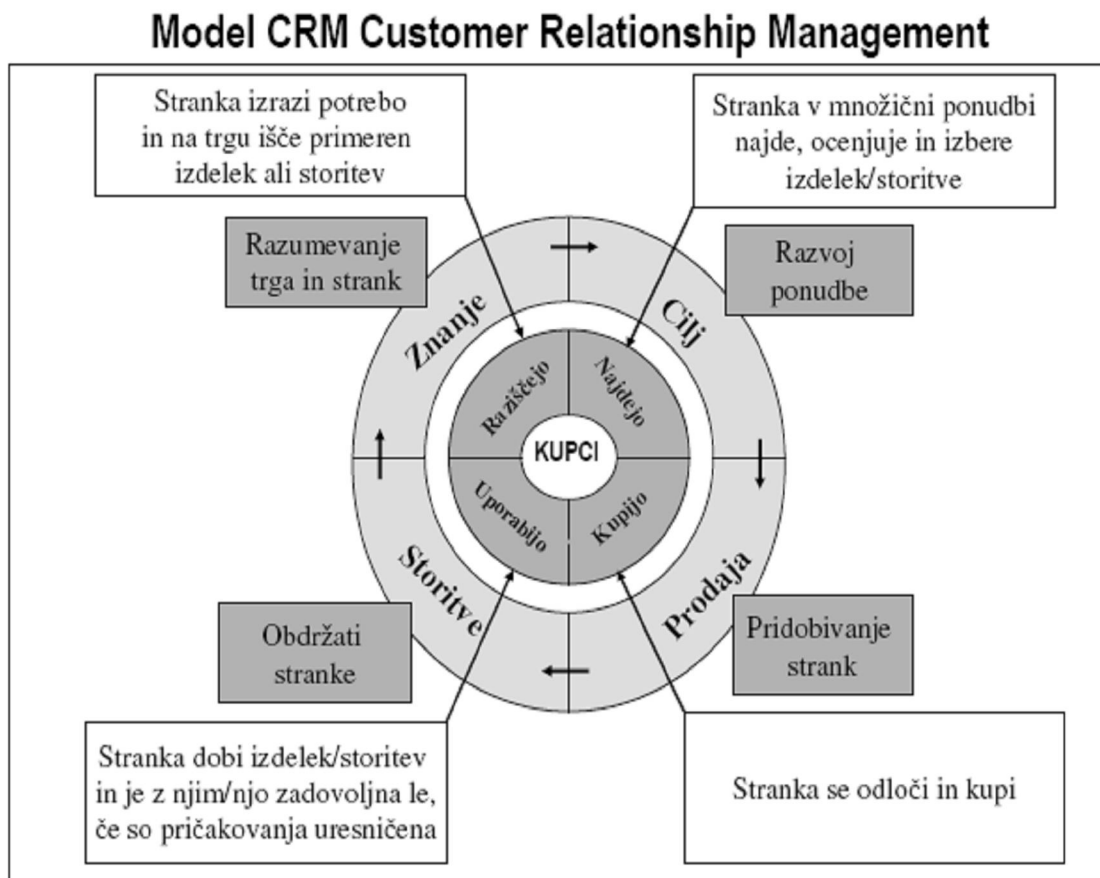 Model CRM Customer Relationship Management
Stranka izrazi potrebo
in na trgu išče primeren
izdelek ali storitev
Stranka v množični ponudbi
najde, ocenjuje in izbere
izdelek/storitve
Razumevanje
trga in strank
Razvoj
ponudbe
Znanje
Cilj
Raziščejo
Najdejo
KUPCI
Uporabijo
Kupijo
Storitve
Prodaja
Obdržati
stranke
Pridobivanje
strank
Stranka dobi izdelek/storitev
in je z njim/njo zadovoljna le,
če so pričakovanja uresničena
Stranka se odloči in kupi